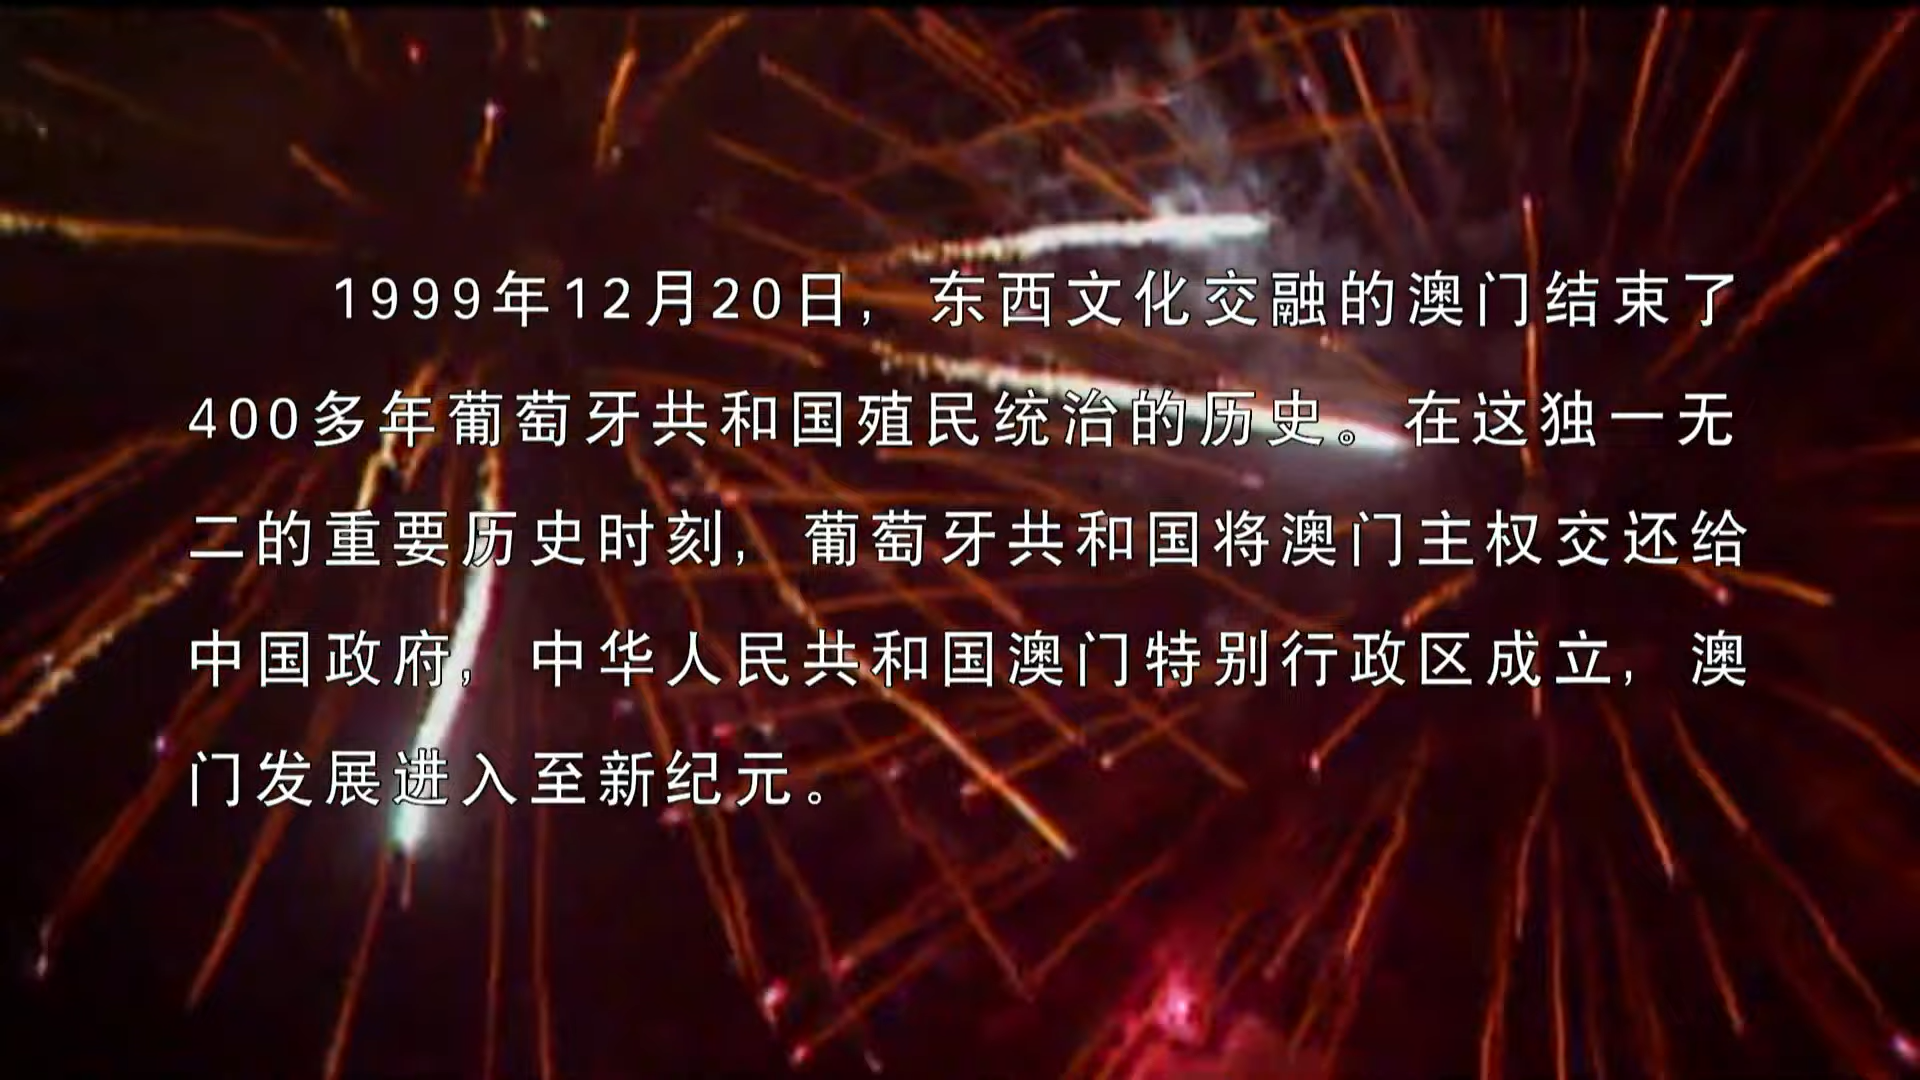 1999年12月20日，东西文化交融的澳门结束了
400多年葡萄牙共和国殖民统治的历史。在这独一无
二的重要历史时刻，葡萄牙共和国将澳门主权交还给
中国政府，中华人民共和国澳门特别行政区成立，澳
门发展进入至新纪元。